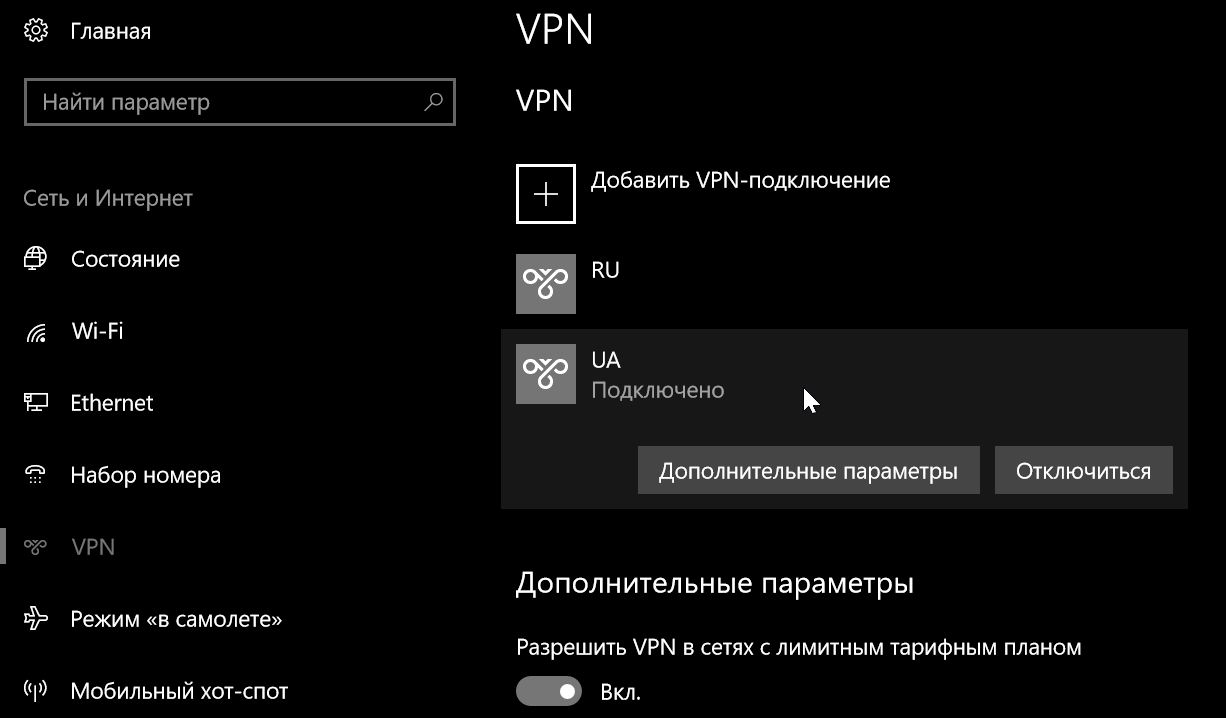 Главная
Найти параметр
Сеть и Интернет
Состояние
Wi-Fi
Ethernet
Набор номера
VPN
Режим «в самолете»
Мобильный хот-спот
VPN
VPN
Добавить VPN-подключение
RU
UA
Подключено
Дополнительные параметры
Отключиться
Дополнительные параметры
Разрешить VPN в сетях с лимитным тарифным планом
Вкл.